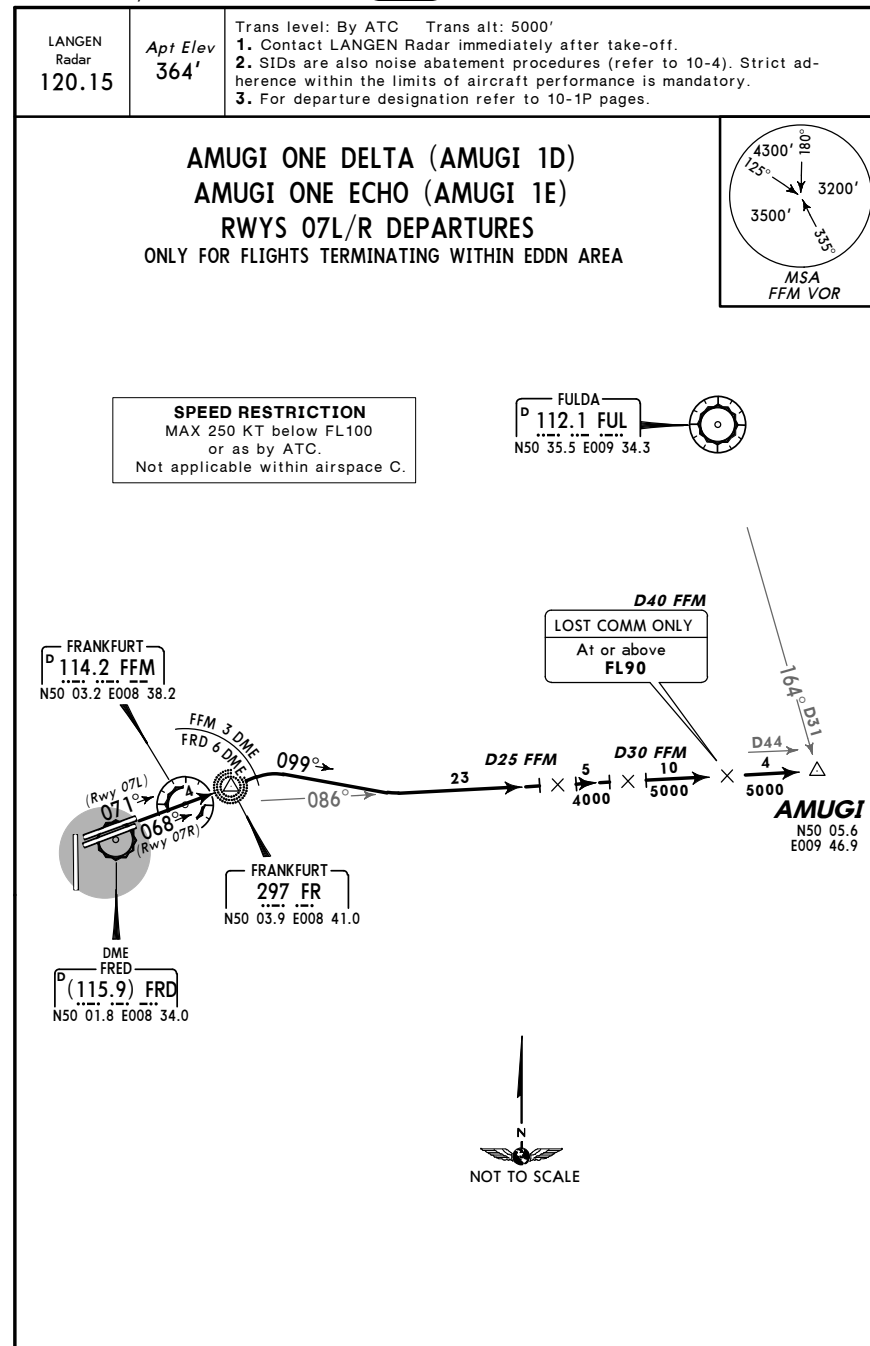 LANGEN
Radar
120.15
Apt Elev
364'
Trans level: By ATC Trans alt: 5000'
1. Contact LANGEN Radar immediately after take-off.
2. SIDs are also noise abatement procedures (refer to 10-4). Strict ad-
herence within the limits of aircraft performance is mandatory.
3. For departure designation refer to 10-1P pages.
AMUGI ONE DELTA (AMUGI 1D)
AMUGI ONE ECHO (AMUGI 1E)
RWYS 07L/R DEPARTURES
ONLY FOR FLIGHTS TERMINATING WITHIN EDDN AREA
4300'
180°
125°
3200'
3500'
335°
MSA
FFM VOR
SPEED RESTRICTION
MAX 250 KT below FL100
or as by ATC.
Not applicable within airspace C.
FULDA
D 112.1 FUL
N50 35.5 E009 34.3
D40 FFM
LOST COMM ONLY
At or above
FL90
FRANKFURT
D 114.2 FFM
N50 03.2 E008 38.2
164° D31
FFM 3 DME
FRD 6 DME
099°
086°
23
D25 FFM
5
4000
D30 FFM
10
5000
D44
4
5000
AMUGI
N50 05.6
E009 46.9
(Rwy 07L)
071°
4
068°
(Rwy 07R)
FRANKFURT
297 FR
N50 03.9 E008 41.0
DME
FRED
D (115.9) FRD
N50 01.8 E008 34.0
N
NOT TO SCALE